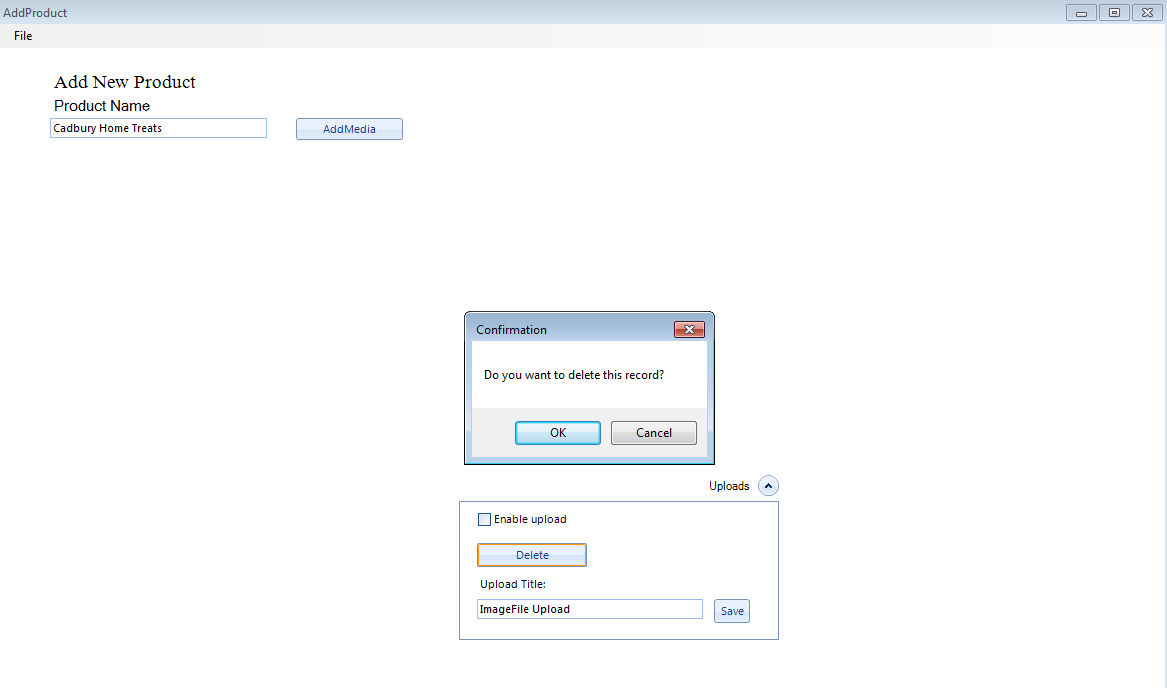 AddProduct
File
Add New Product
Product Name
Cadbury Home Treats
AddMedia
Confirmation
Do you want to delete this record?
OK
Cancel
Uploads
Enable upload
Delete
Upload Title:
ImageFile Upload
Save